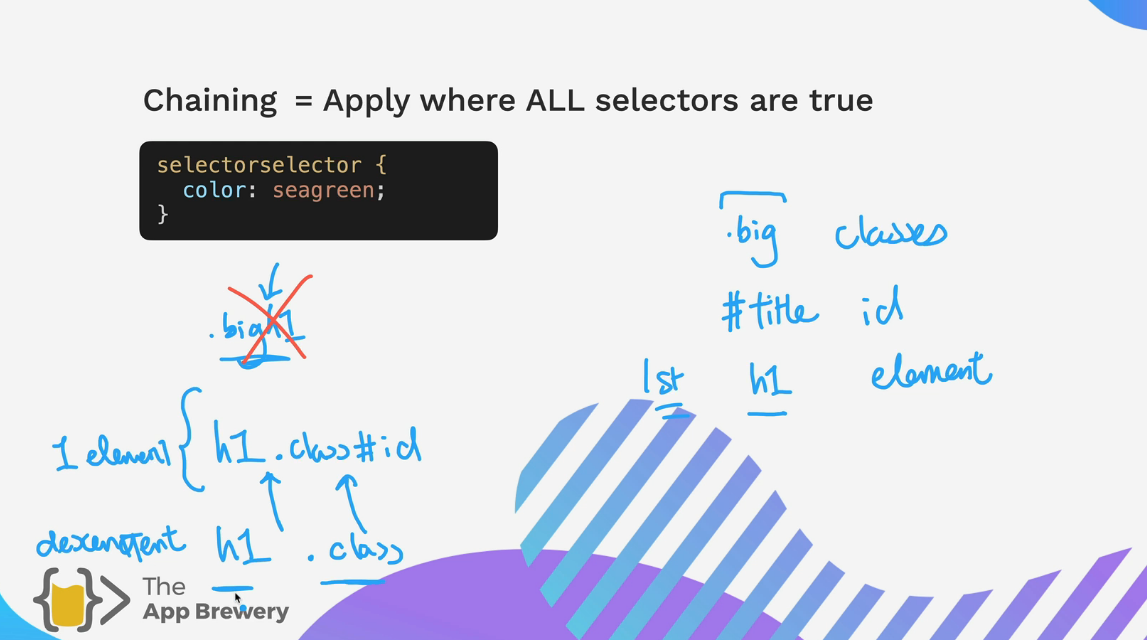 Chaining = Apply where ALL selectors are true
selectorselector {
color: seagreen;
}
.big classes
#title id
1st h1 element
.bigh1
1 element { h1.class#id
h1 .class
The
App Brewery